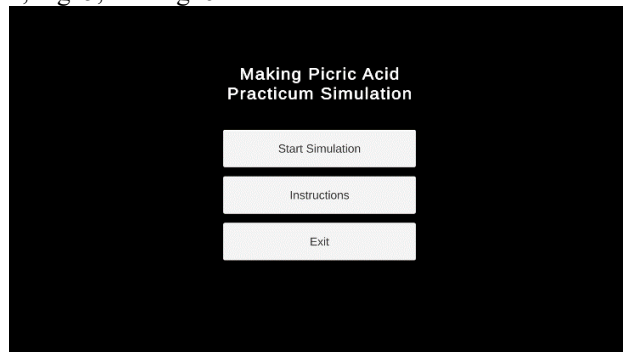 Making Picric Acid
Practicum Simulation
Start Simulation
Instructions
Exit